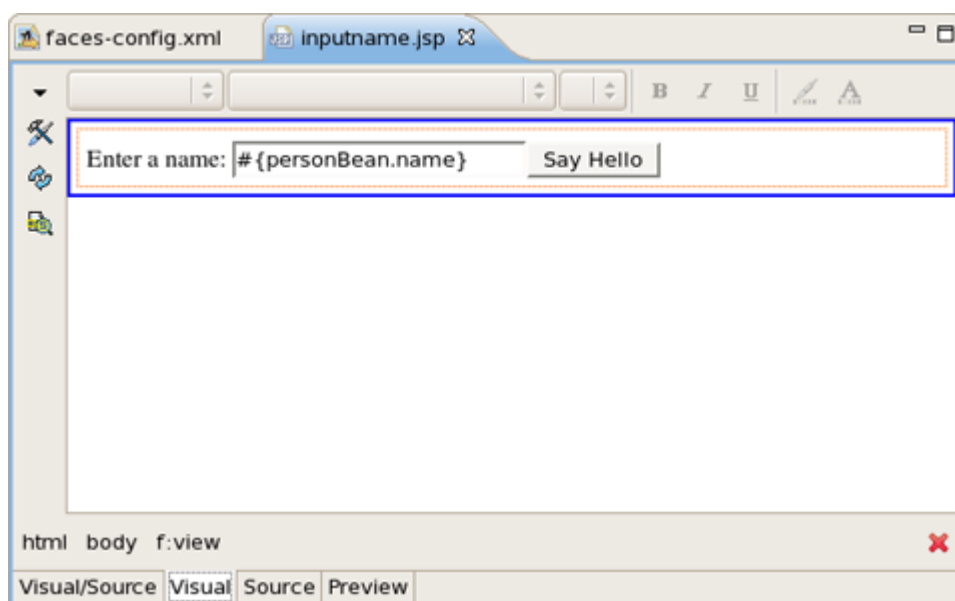 faces-config.xml inputname.jsp
B I U A
Enter a name: #{personBean.name} Say Hello
html body f:view
Visual/Source Visual Source Preview